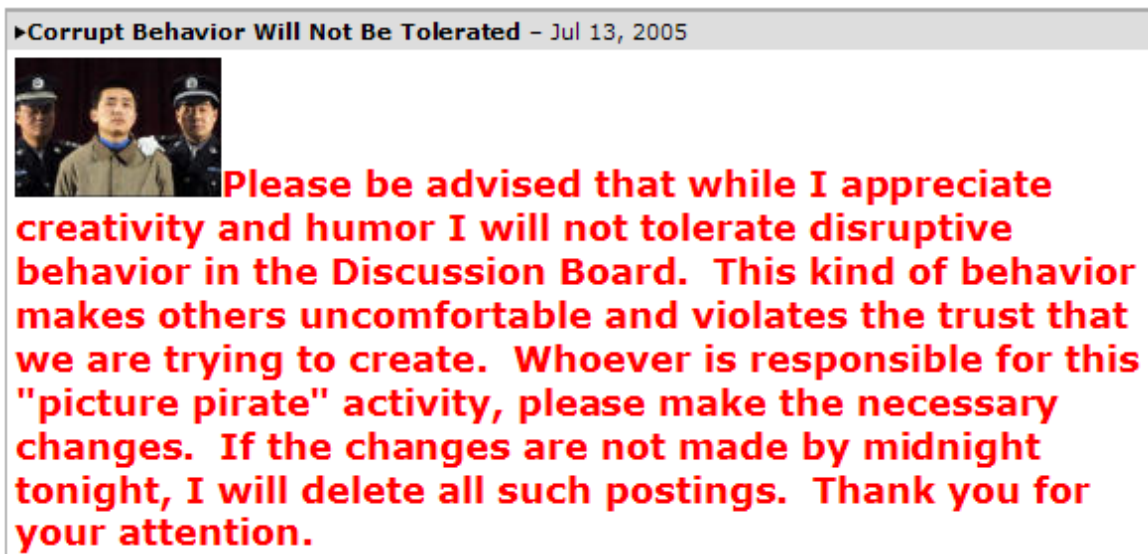 ▸Corrupt Behavior Will Not Be Tolerated – Jul 13, 2005
Please be advised that while I appreciate
creativity and humor I will not tolerate disruptive
behavior in the Discussion Board.  This kind of behavior
makes others uncomfortable and violates the trust that
we are trying to create.  Whoever is responsible for this
"picture pirate" activity, please make the necessary
changes.  If the changes are not made by midnight
tonight, I will delete all such postings.  Thank you for
your attention.